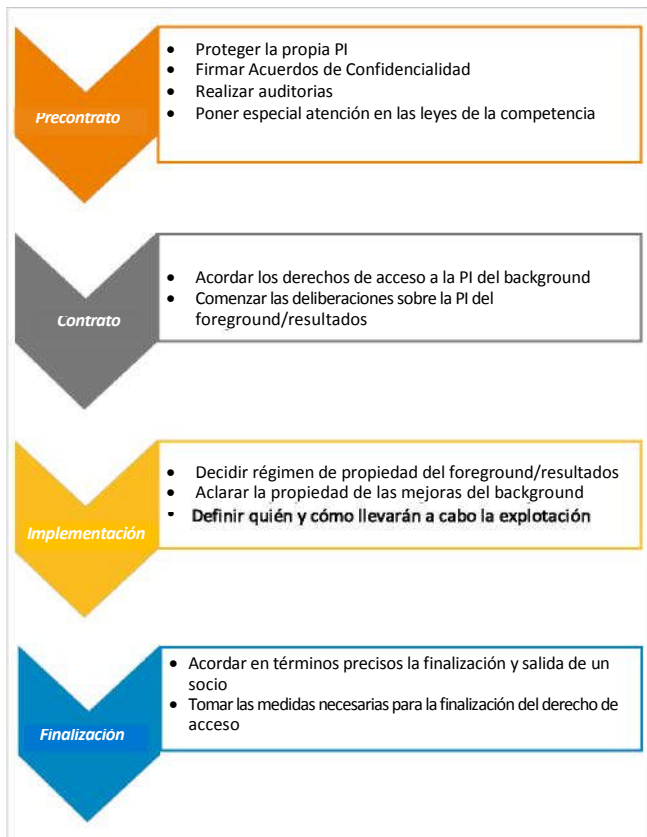 Precontrato
• Proteger la propia PI
• Firmar Acuerdos de Confidencialidad
• Realizar auditorias
• Poner especial atención en las leyes de la competencia
Contrato
• Acordar los derechos de acceso a la PI del background
• Comenzar las deliberaciones sobre la PI del
foreground/resultados
Implementación
• Decidir régimen de propiedad del foreground/resultados
• Aclarar la propiedad de las mejoras del background
• Definir quién y cómo llevarán a cabo la explotación
Finalización
• Acordar en términos precisos la finalización y salida de un
socio
• Tomar las medidas necesarias para la finalización del derecho de
acceso